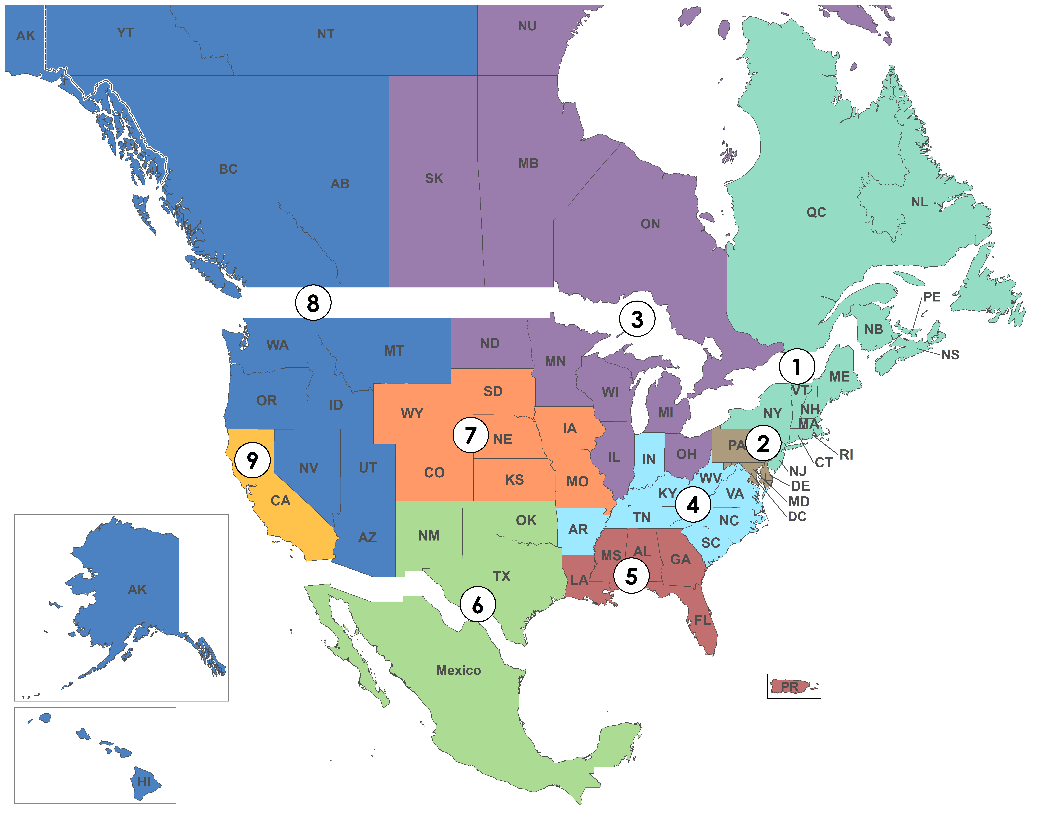 NU
AK
YT
NT
BC
AB
SK
MB
ON
QC
NL
PE
NB
NS
8
3
1
WA
MT
ND
MN
ME
VT
OR
ID
WY
SD
WI
MI
NY
NH
MA
RI
CT
9
7
NE
IA
IL
IN
OH
PA
2
NJ
DE
MD
DC
NV
UT
CO
KS
MO
WV
KY
4
VA
CA
AZ
NM
OK
AR
TN
NC
SC
TX
LA
MS
AL
GA
5
6
FL
AK
Mexico
PR
HI